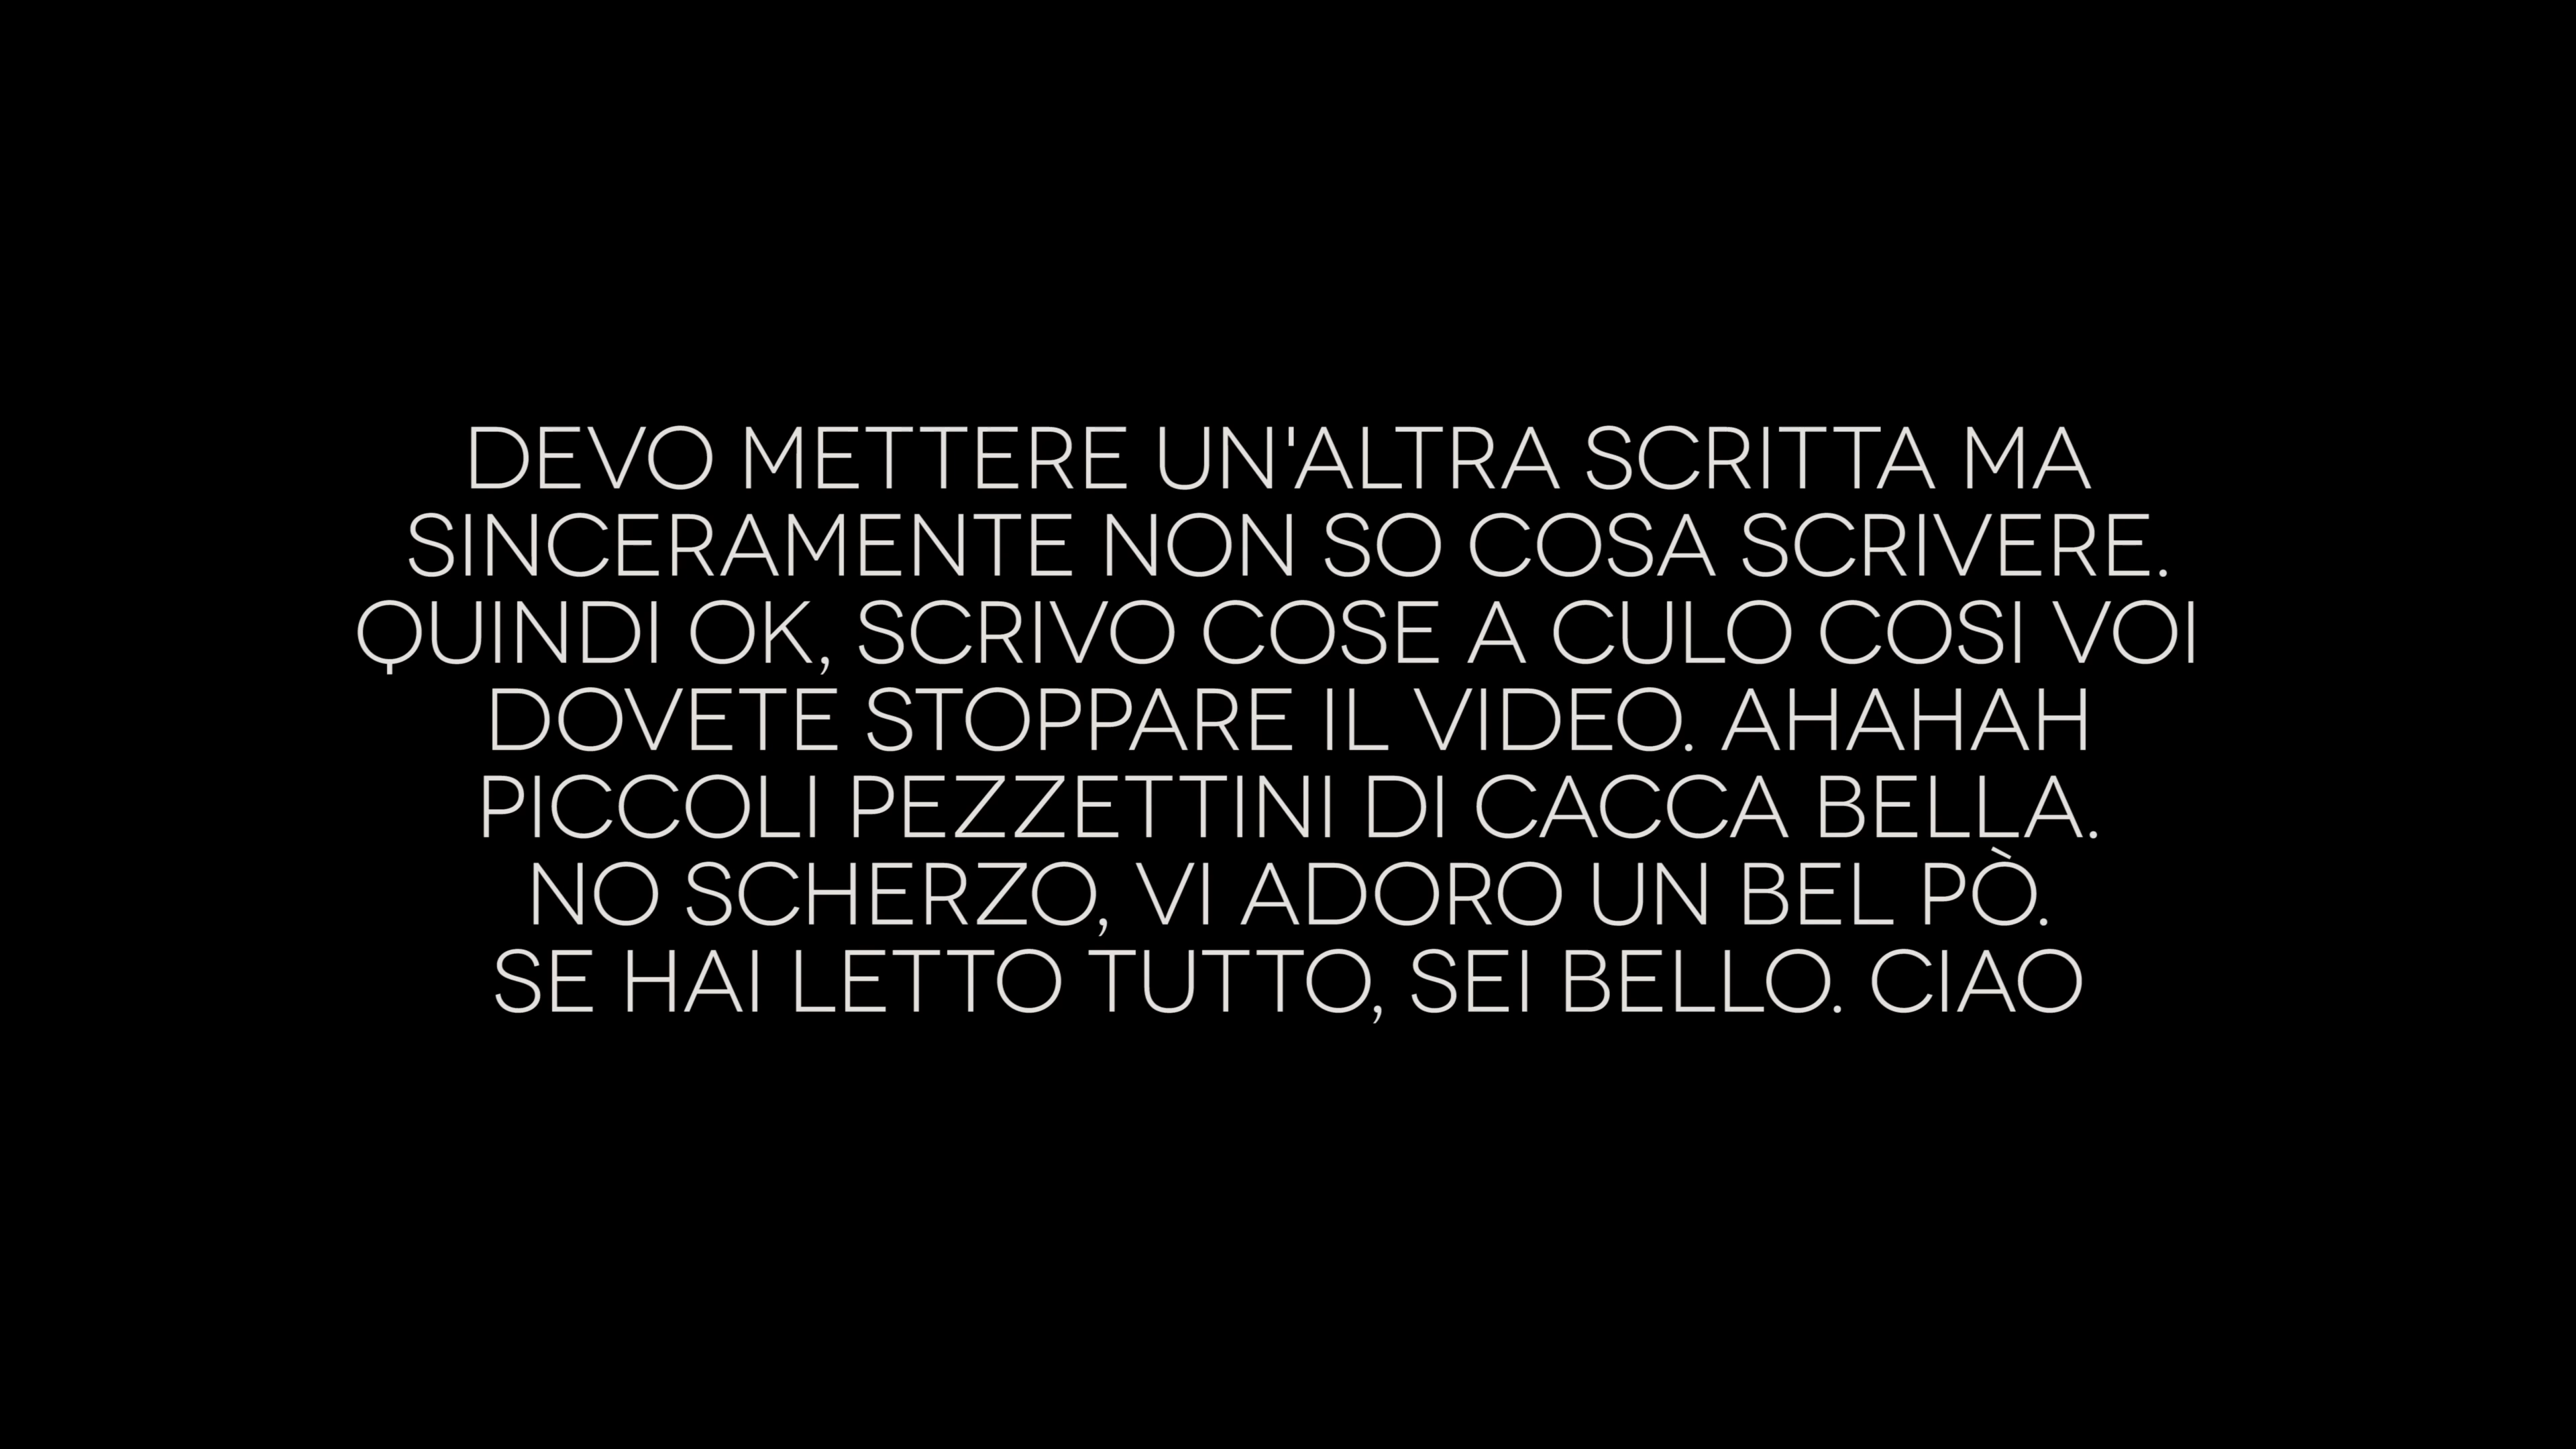 DEVO METTERE UN'ALTRA SCRITTA MA
SINCERAMENTE NON SO COSA SCRIVERE.
QUINDI OK, SCRIVO COSE A CULO COSI VOI
DOVETE STOPPARE IL VIDEO. AHAHAH
PICCOLI PEZZETTINI DI CACCA BELLA.
NO SCHERZO, VI ADORO UN BEL PÒ.
SE HAI LETTO TUTTO, SEI BELLO. CIAO